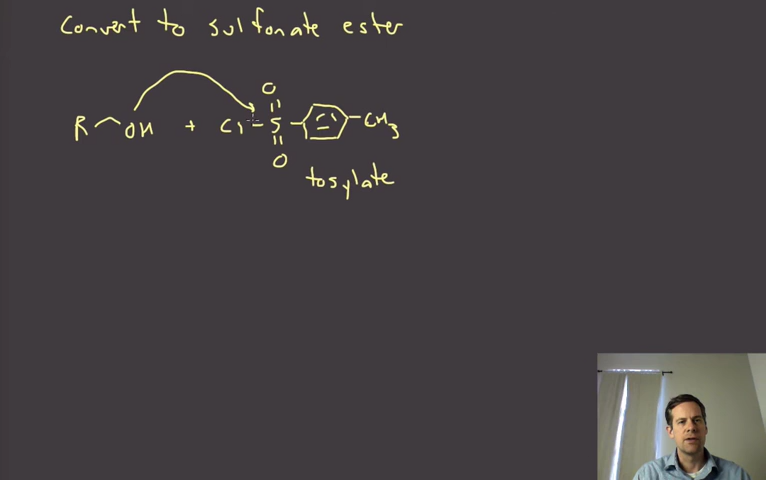 Convert to sulfonate ester
O
R OH + Cl-S- -CH3
O
tosylate